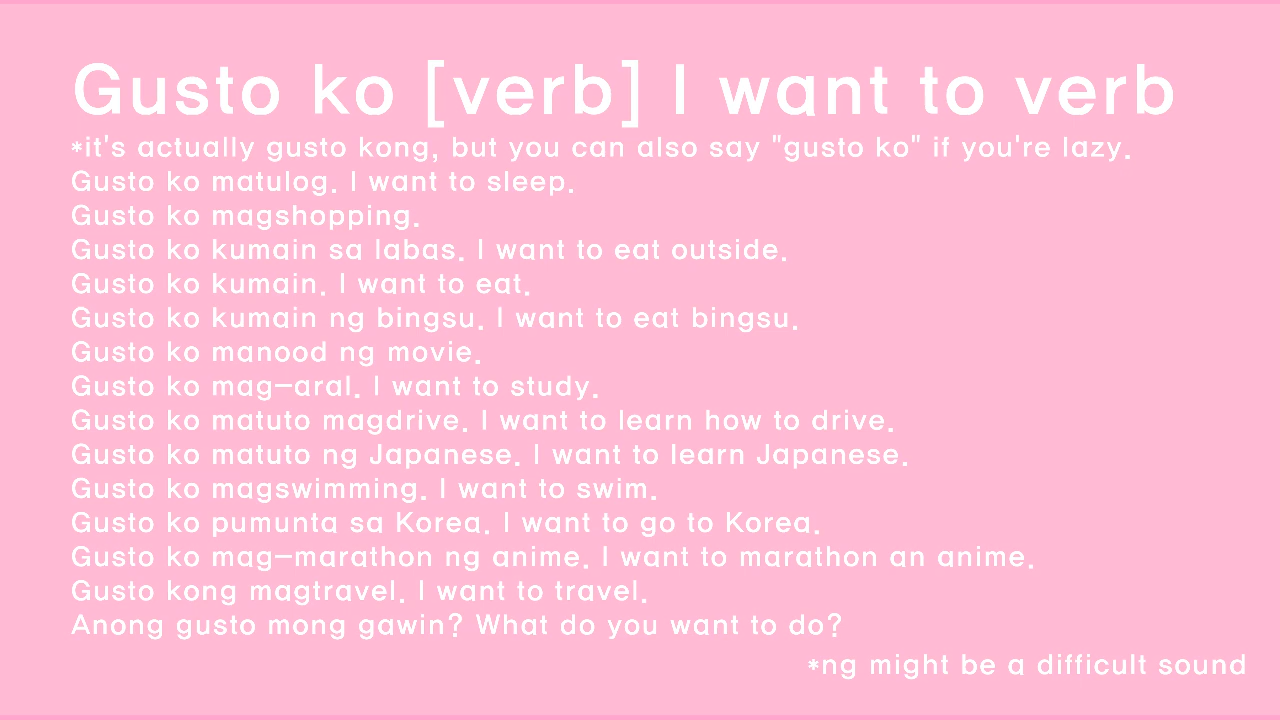 Gusto ko [verb] I want to verb
*it's actually gusto kong, but you can also say "gusto ko" if you're lazy.
Gusto ko matulog. I want to sleep.
Gusto ko magshopping.
Gusto ko kumain sa labas. I want to eat outside.
Gusto ko kumain. I want to eat.
Gusto ko kumain ng bingsu. I want to eat bingsu.
Gusto ko manood ng movie.
Gusto ko mag-aral. I want to study.
Gusto ko matuto magdrive. I want to learn how to drive.
Gusto ko matuto ng Japanese. I want to learn Japanese.
Gusto ko magswimming. I want to swim.
Gusto ko pumunta sa Korea. I want to go to Korea.
Gusto ko mag-marathon ng anime. I want to marathon an anime.
Gusto kong magtravel. I want to travel.
Anong gusto mong gawin? What do you want to do?
*ng might be a difficult sound